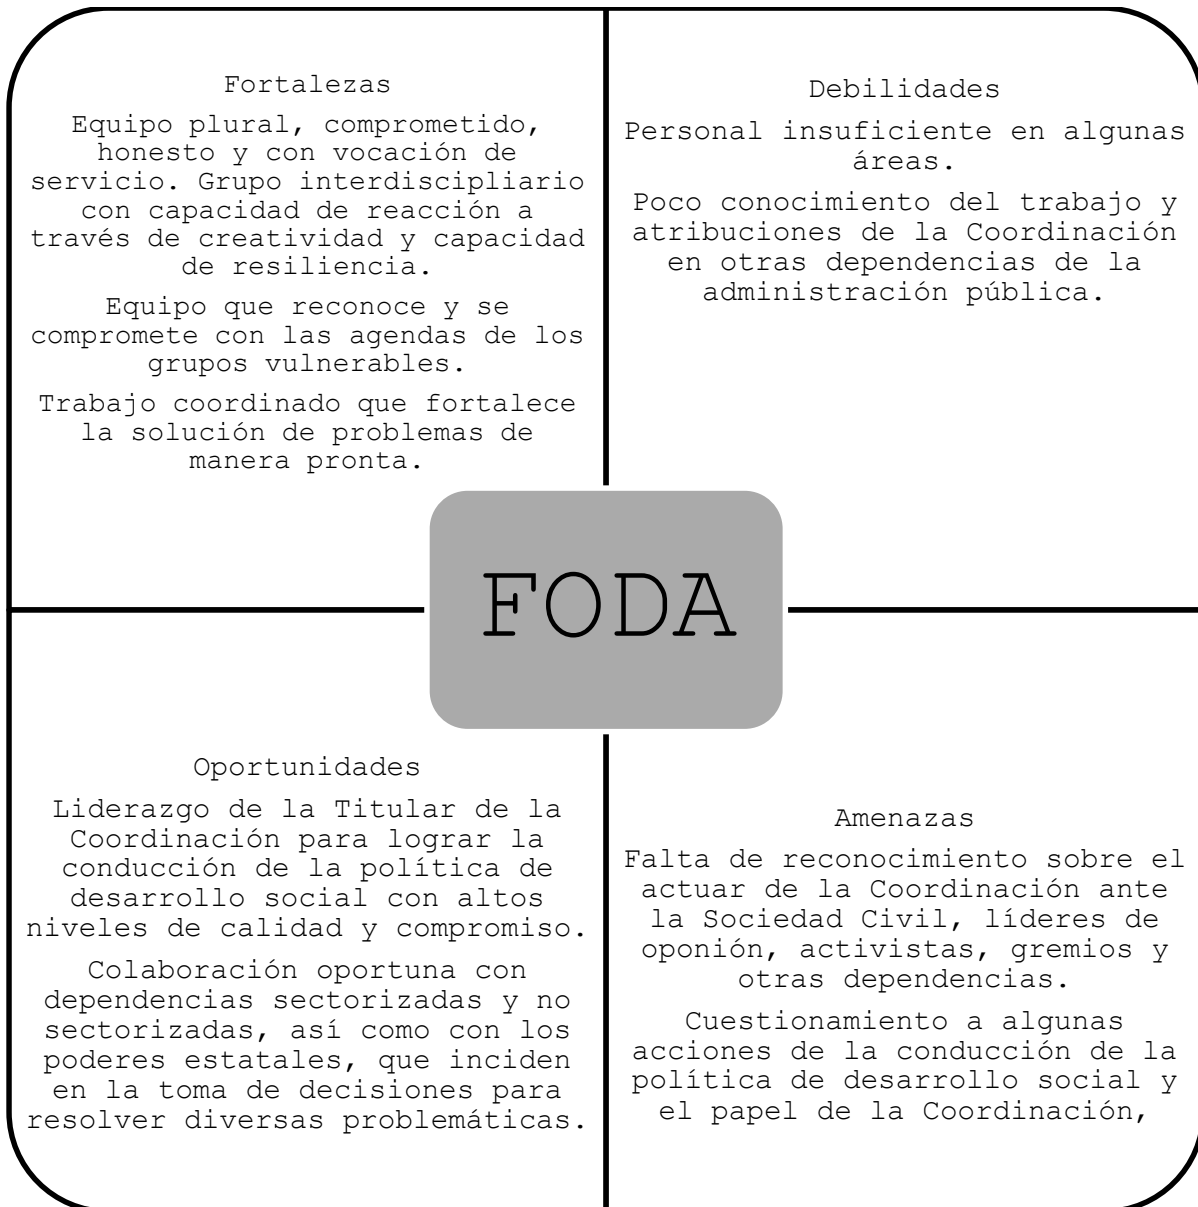 Fortalezas
Equipo plural, comprometido,
honesto y con vocación de
servicio. Grupo interdiscipliario
con capacidad de reacción a
través de creatividad y capacidad
de resiliencia.
Equipo que reconoce y se
compromete con las agendas de los
grupos vulnerables.
Trabajo coordinado que fortalece
la solución de problemas de
manera pronta.
Debilidades
Personal insuficiente en algunas
áreas.
Poco conocimiento del trabajo y
atribuciones de la Coordinación
en otras dependencias de la
administración pública.
FODA
Oportunidades
Liderazgo de la Titular de la
Coordinación para lograr la
conducción de la política de
desarrollo social con altos
niveles de calidad y compromiso.
Colaboración oportuna con
dependencias sectorizadas y no
sectorizadas, así como con los
poderes estatales, que inciden
en la toma de decisiones para
resolver diversas problemáticas.
Amenazas
Falta de reconocimiento sobre el
actuar de la Coordinación ante
la Sociedad Civil, líderes de
oponión, activistas, gremios y
otras dependencias.
Cuestionamiento a algunas
acciones de la conducción de la
política de desarrollo social y
el papel de la Coordinación,